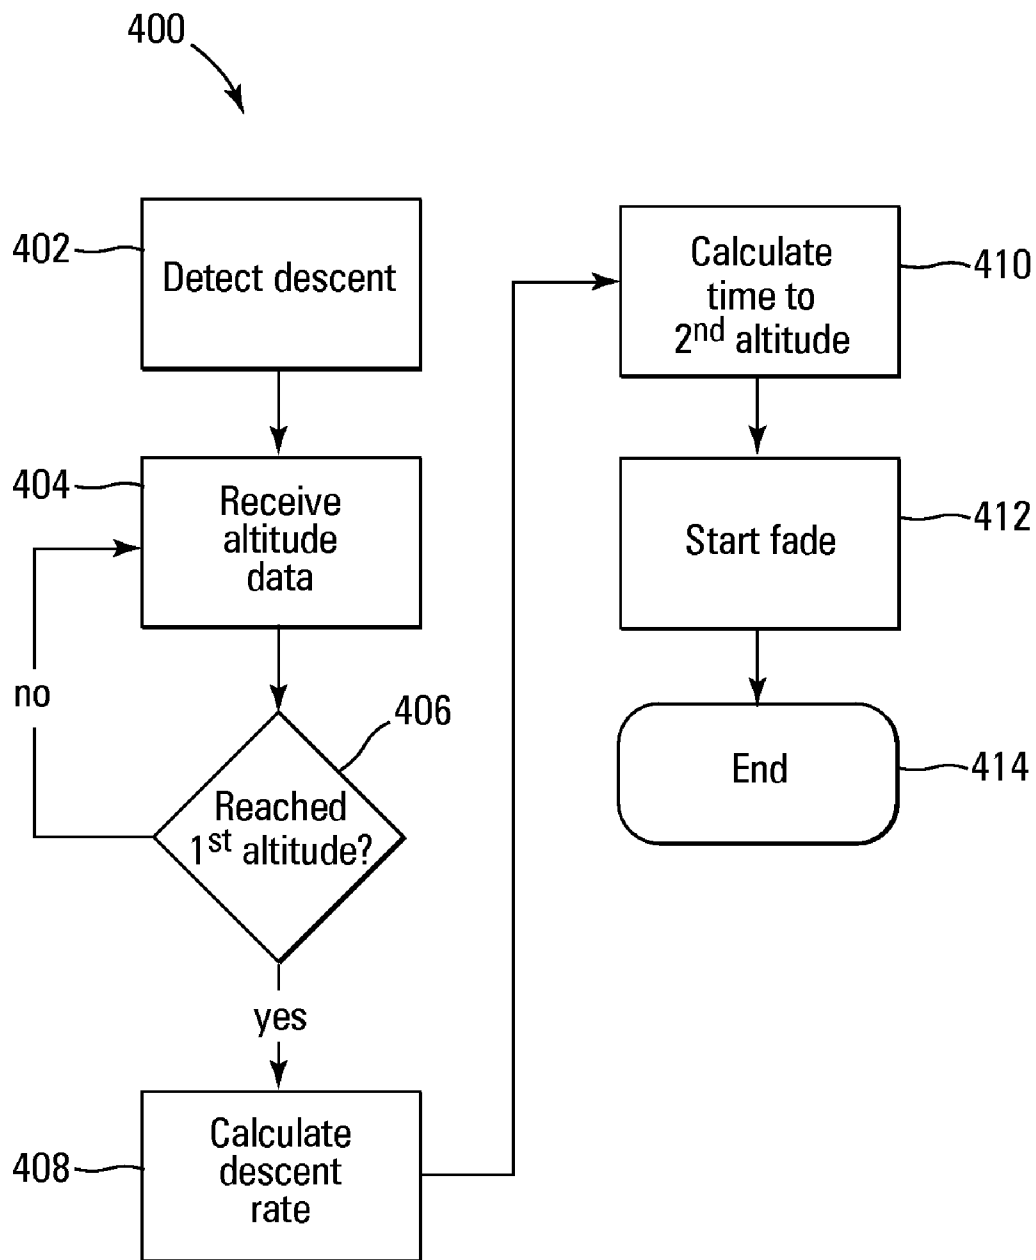 400
402
Detect descent
404
Receive
altitude
data
no
406
Reached
1st altitude?
yes
408
Calculate
descent
rate
Calculate
time to
2nd altitude
410
Start fade
412
End
414